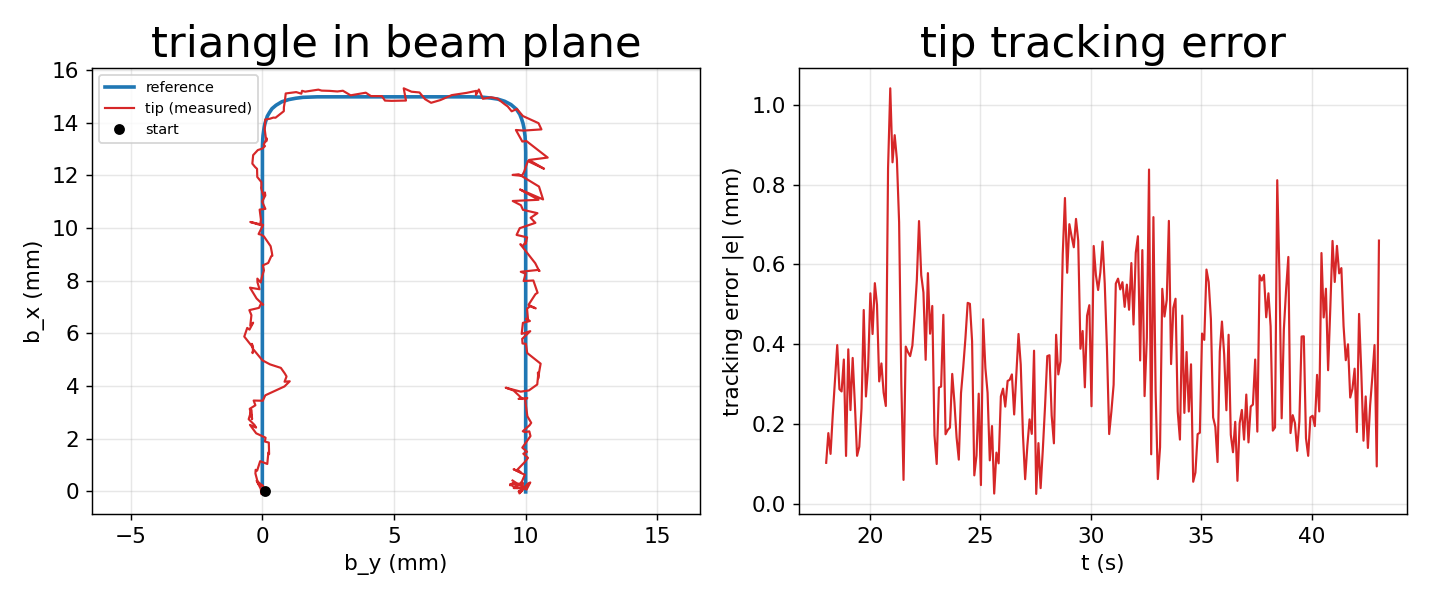 triangle in beam plane
16
14
12
10
8
6
4
2
0
b_x (mm)
reference
tip (measured)
start
−5
0
5
10
15
b_y (mm)
tip tracking error
1.0
0.8
0.6
0.4
0.2
0.0
tracking error |e| (mm)
20
25
30
35
40
t (s)